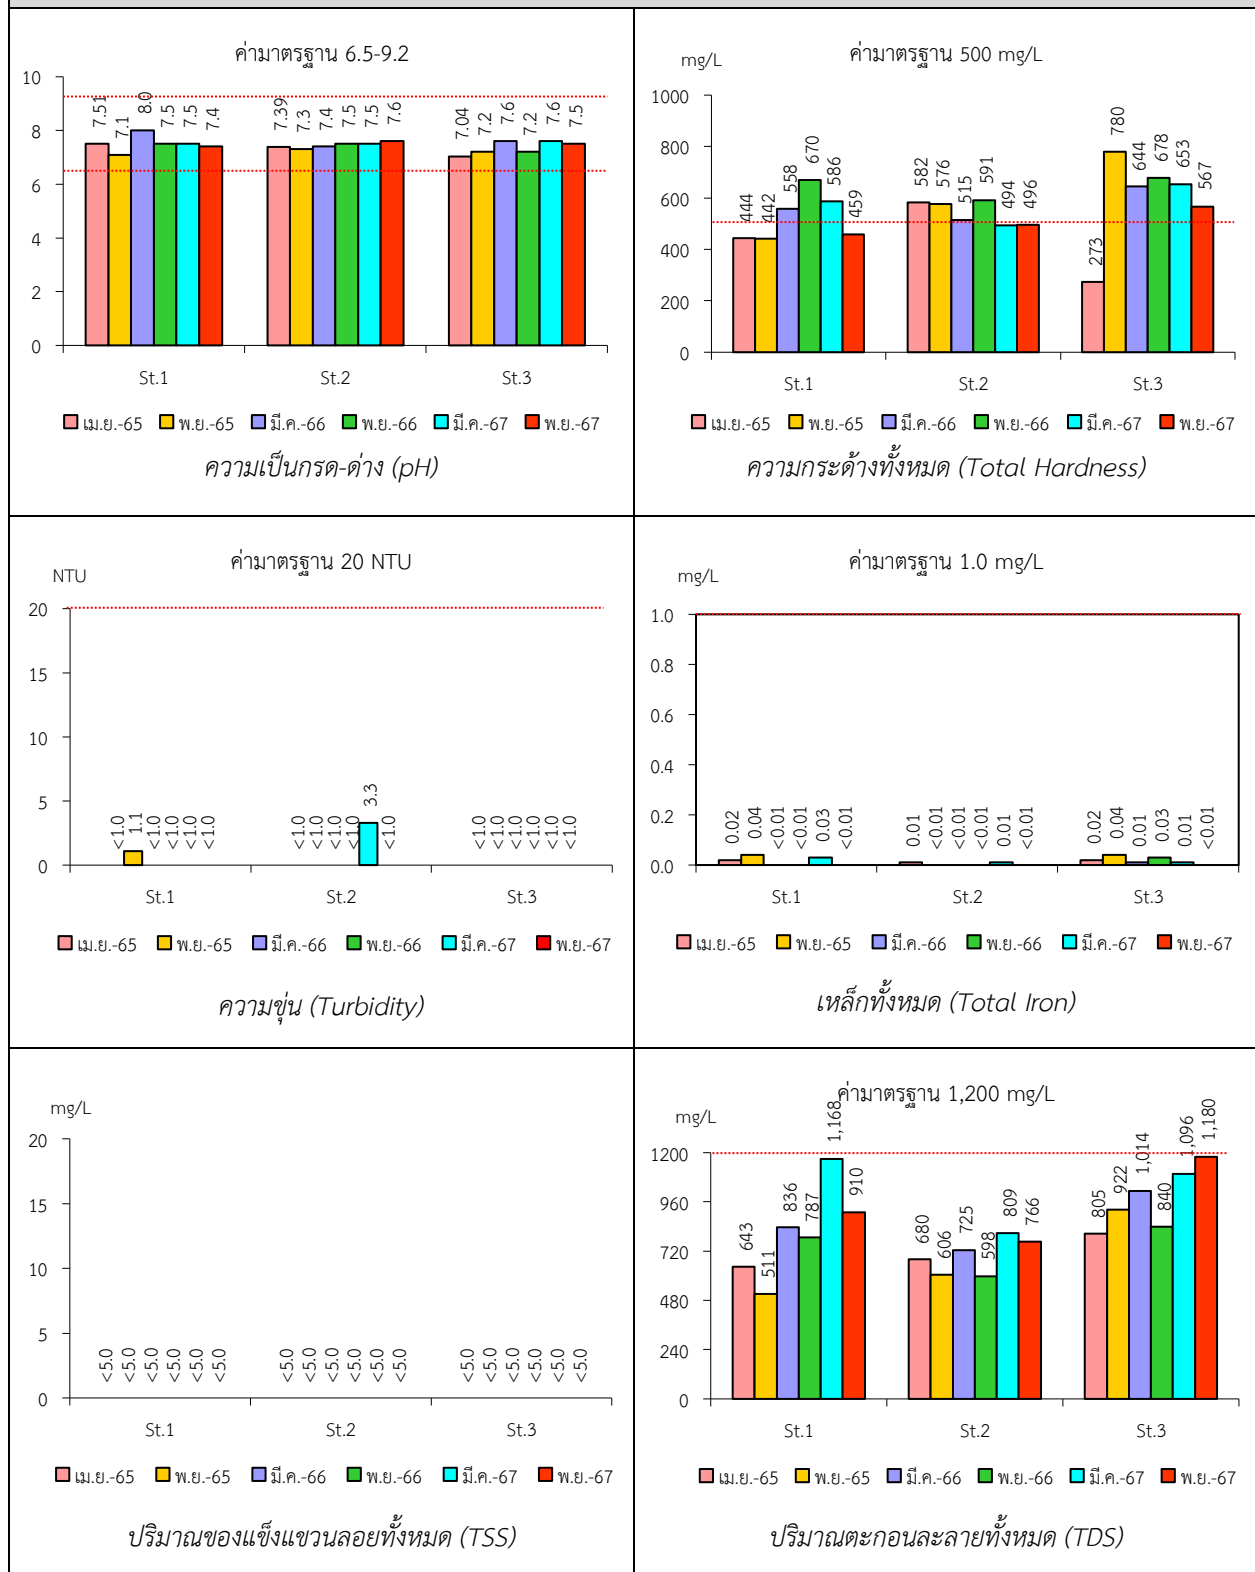 ค่ามาตรฐาน 6.5-9.2
10
8
6
4
2
0
7.51 7.1 8.0 7.5 7.5 7.4
7.39 7.3 7.4 7.5 7.5 7.6
7.04 7.2 7.6 7.2 7.6 7.5
St.1 St.2 St.3
เม.ย.-65 พ.ย.-65 มี.ค.-66 พ.ย.-66 มี.ค.-67 พ.ย.-67
ความเป็นกรด-ด่าง (pH)
mg/L ค่ามาตรฐาน 500 mg/L
1000
800
600
400
200
0
444 442 558 670 586 459
582 576 515 591 494 496
273 780 644 678 653 567
St.1 St.2 St.3
เม.ย.-65 พ.ย.-65 มี.ค.-66 พ.ย.-66 มี.ค.-67 พ.ย.-67
ความกระด้างทั้งหมด (Total Hardness)
NTU ค่ามาตรฐาน 20 NTU
20
15
10
5
0
<1.0 1.1 <1.0 <1.0 <1.0 <1.0
<1.0 <1.0 <1.0 <1.0 3.3 <1.0
<1.0 <1.0 <1.0 <1.0 <1.0 <1.0
St.1 St.2 St.3
เม.ย.-65 พ.ย.-65 มี.ค.-66 พ.ย.-66 มี.ค.-67 พ.ย.-67
ความขุ่น (Turbidity)
mg/L ค่ามาตรฐาน 1.0 mg/L
1.0
0.8
0.6
0.4
0.2
0.0
0.02 0.04 <0.01 <0.01 0.03 <0.01
0.01 <0.01 <0.01 <0.01 0.01 <0.01
0.02 0.04 0.01 0.03 0.01 <0.01
St.1 St.2 St.3
เม.ย.-65 พ.ย.-65 มี.ค.-66 พ.ย.-66 มี.ค.-67 พ.ย.-67
เหล็กทั้งหมด (Total Iron)
mg/L
20
15
10
5
0
<5.0 <5.0 <5.0 <5.0 <5.0 <5.0
<5.0 <5.0 <5.0 <5.0 <5.0 <5.0
<5.0 <5.0 <5.0 <5.0 <5.0 <5.0
St.1 St.2 St.3
เม.ย.-65 พ.ย.-65 มี.ค.-66 พ.ย.-66 มี.ค.-67 พ.ย.-67
ปริมาณของแข็งแขวนลอยทั้งหมด (TSS)
mg/L ค่ามาตรฐาน 1,200 mg/L
1200
960
720
480
240
0
643 511 836 787 1,168 910
680 606 725 598 809 766
805 922 1,014 840 1,096 1,180
St.1 St.2 St.3
เม.ย.-65 พ.ย.-65 มี.ค.-66 พ.ย.-66 มี.ค.-67 พ.ย.-67
ปริมาณตะกอนละลายทั้งหมด (TDS)